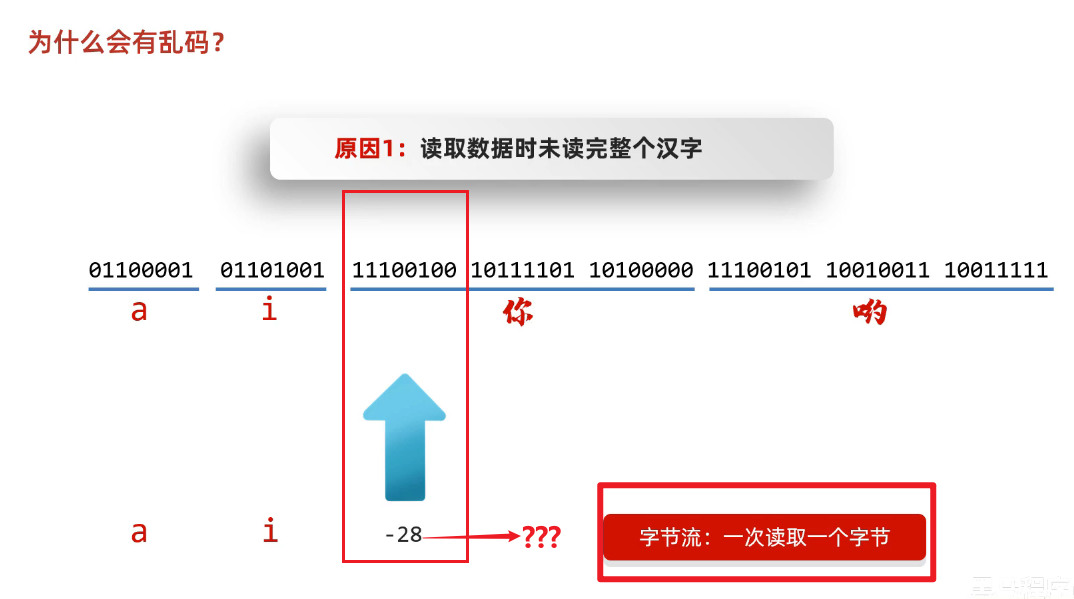 为什么会有乱码？
原因1：读取数据时未读完整个汉字
01100001 01101001 11100100 10111101 10100000 11100101 10010011 10011111
a i 你 哟
a i -28 ??? 字节流：一次读取一个字节